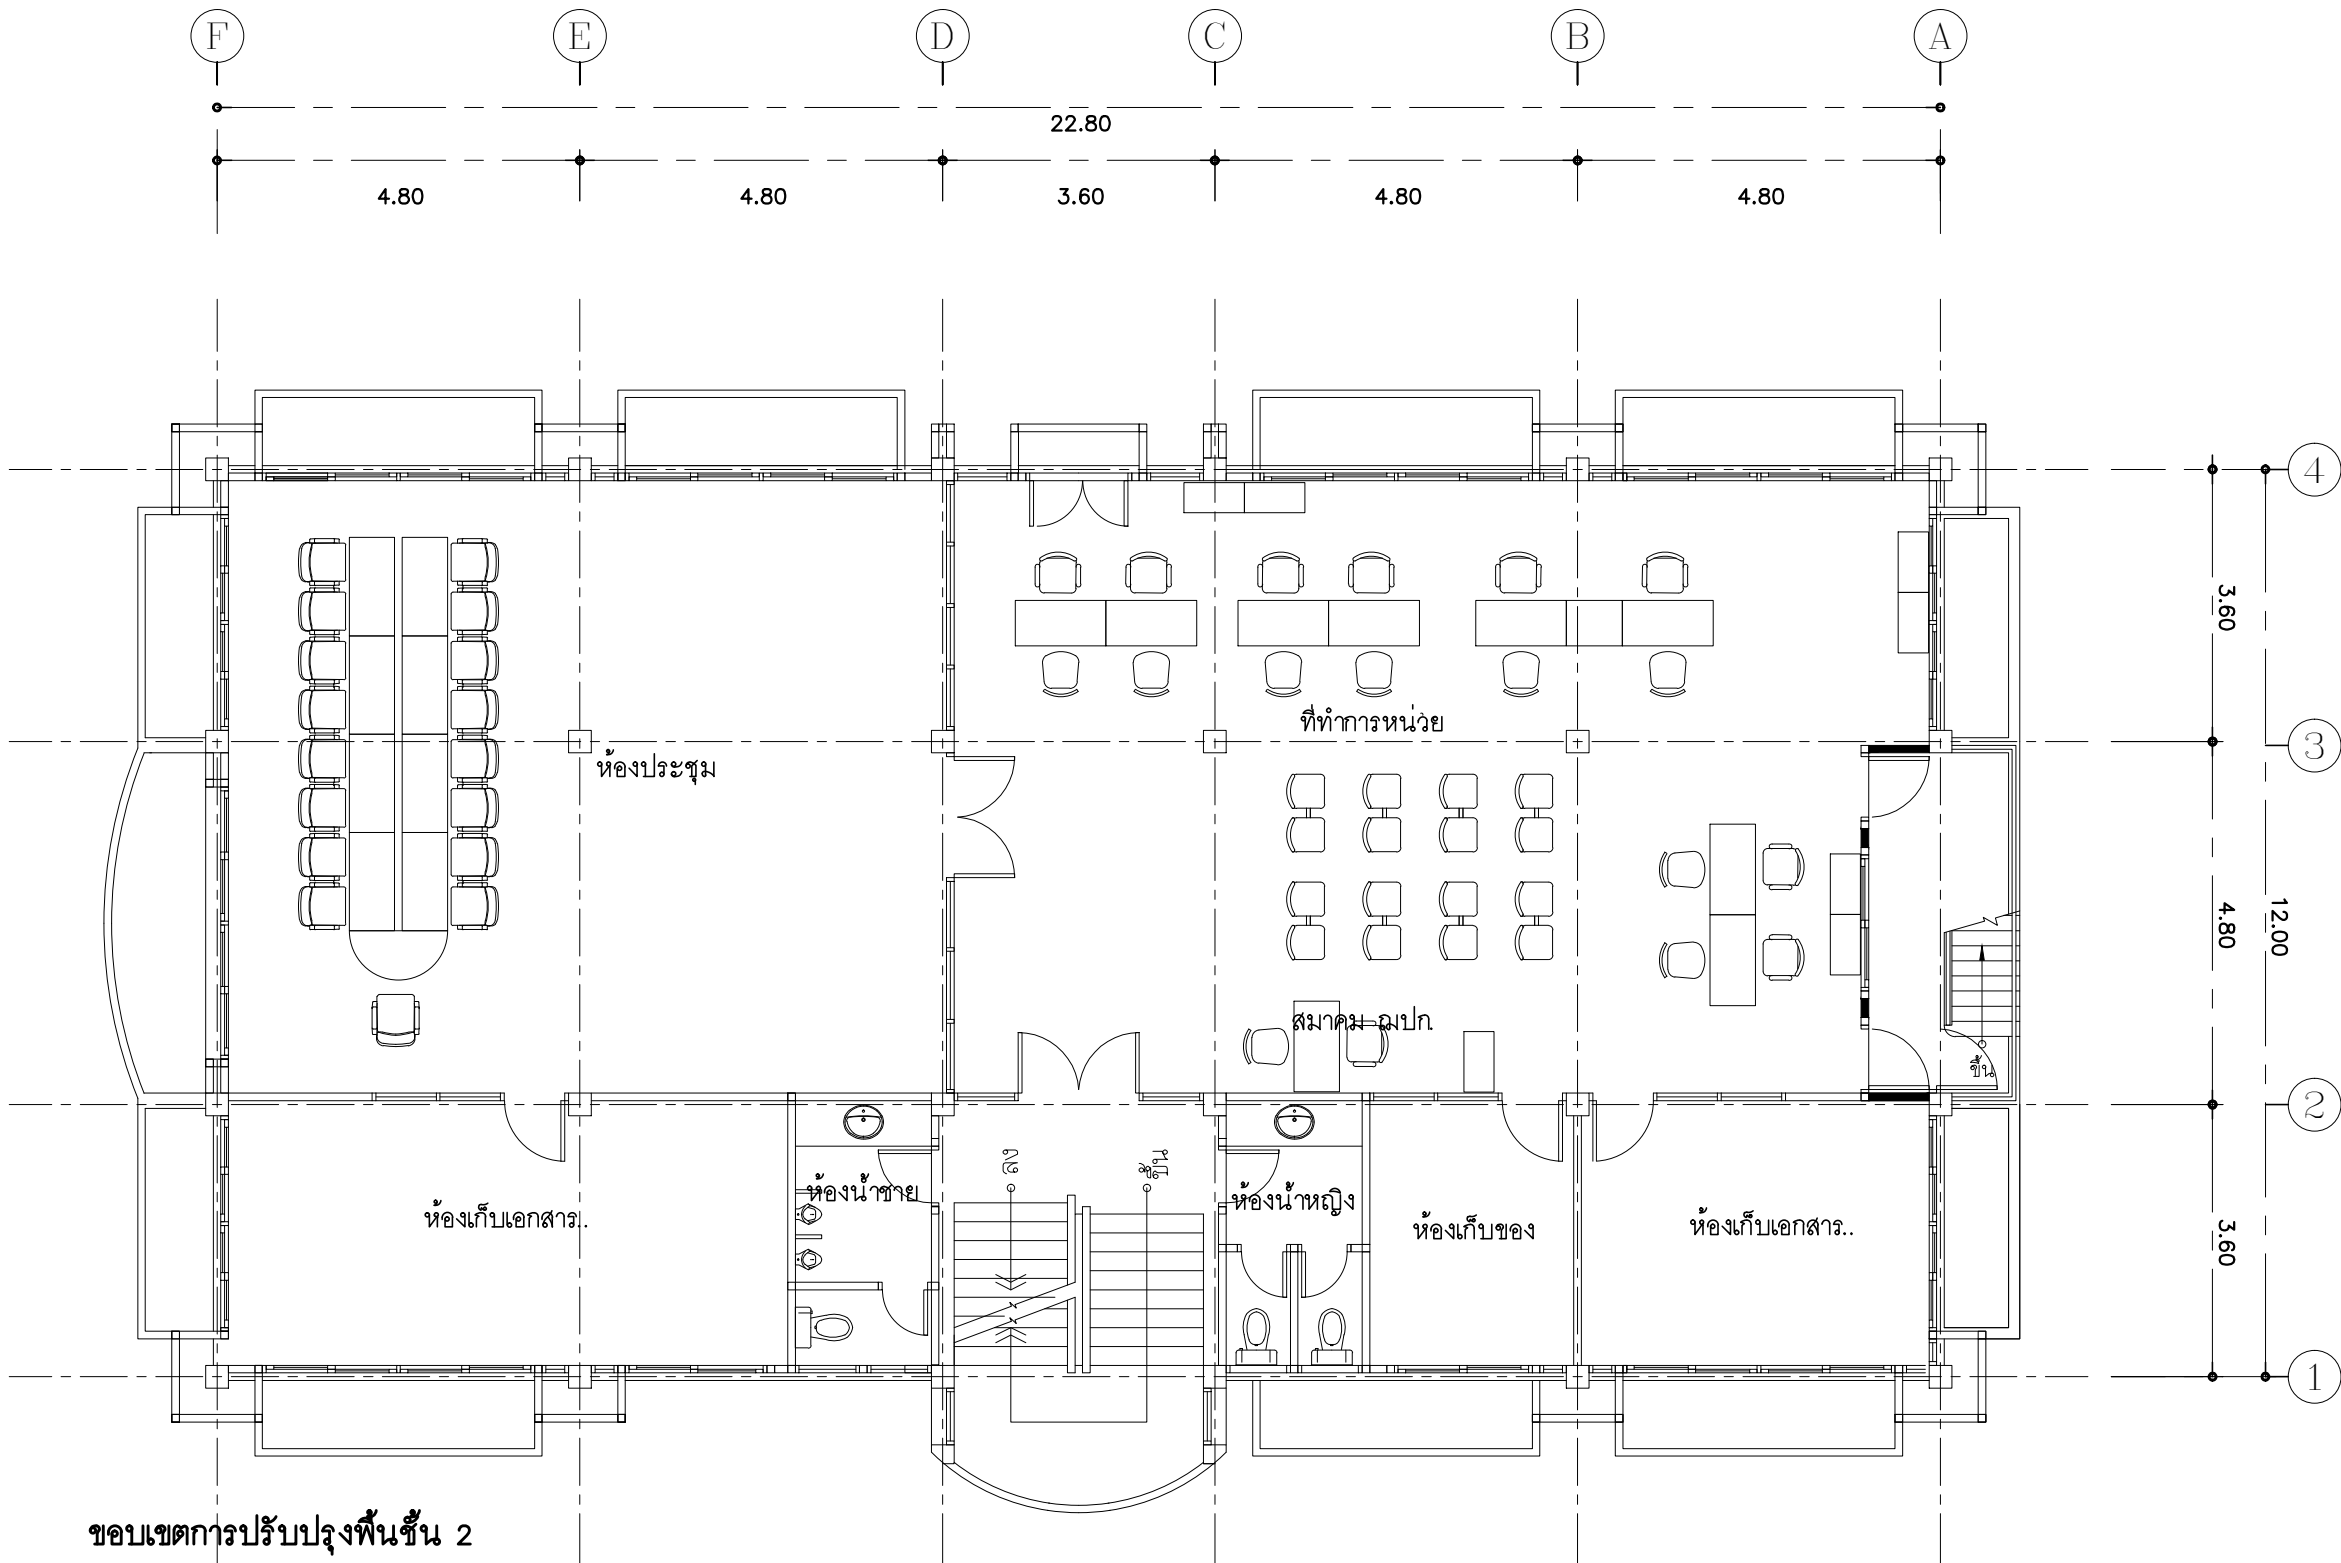 F E D C B A
22.80
4.80 4.80 3.60 4.80 4.80
4
3.60
ที่ทำการหน่วย
3
ห้องประชุม
4.80
12.00
สมาคม ฌปก.
ขึ้น
2
ลง
ขึ้น
ห้องน้ำชาย
ห้องน้ำหญิง
ห้องเก็บเอกสาร..
ห้องเก็บของ
ห้องเก็บเอกสาร..
3.60
1
ขอบเขตการปรับปรุงพื้นชั้น 2